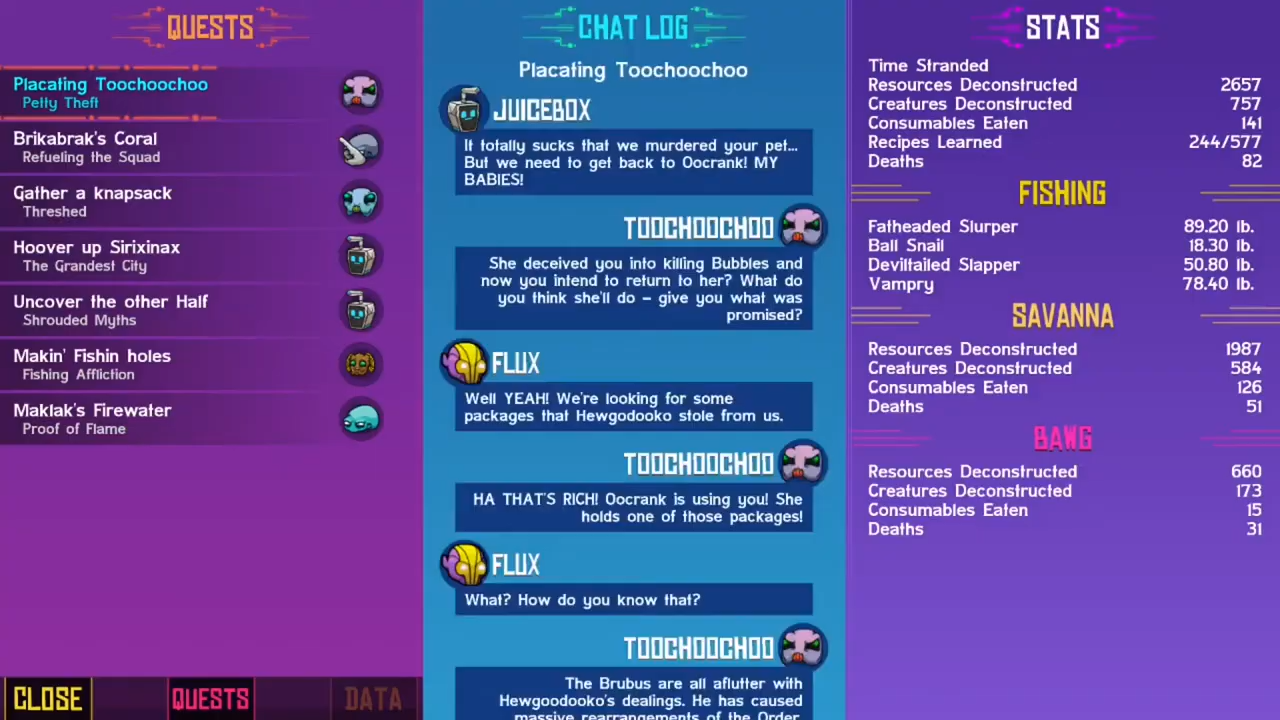 QUESTS
Placating Toochoochoo
Petty Theft
Brikabrak's Coral
Refueling the Squad
Gather a knapsack
Threshed
Hoover up Sirixinax
The Grandest City
Uncover the other Half
Shrouded Myths
Makin' Fishin holes
Fishing Affliction
Maklak's Firewater
Proof of Flame
CLOSE
QUESTS
DATA
CHAT LOG
Placating Toochoochoo
JUICEBOX
It totally sucks that we murdered your pet...
But we need to get back to Oocrank! MY
BABIES!
TOOCHOOCHOO
She deceived you into killing Bubbles and
now you intend to return to her? What do
you think she'll do – give you what was
promised?
FLUX
Well YEAH! We're looking for some
packages that Hewgodooko stole from us.
TOOCHOOCHOO
HA THAT'S RICH! Oocrank is using you! She
holds one of those packages!
FLUX
What? How do you know that?
TOOCHOOCHOO
The Brubus are all aflutter with
Hewgoodooko's dealings. He has caused
massive rearrangements of the Order,
STATS
Time Stranded
Resources Deconstructed 2657
Creatures Deconstructed 757
Consumables Eaten 141
Recipes Learned 244/577
Deaths 82
FISHING
Fatheaded Slurper 89.20 lb.
Ball Snail 18.30 lb.
Deviltailed Slapper 50.80 lb.
Vampry 78.40 lb.
SAVANNA
Resources Deconstructed 1987
Creatures Deconstructed 584
Consumables Eaten 126
Deaths 51
BAWG
Resources Deconstructed 660
Creatures Deconstructed 173
Consumables Eaten 15
Deaths 31